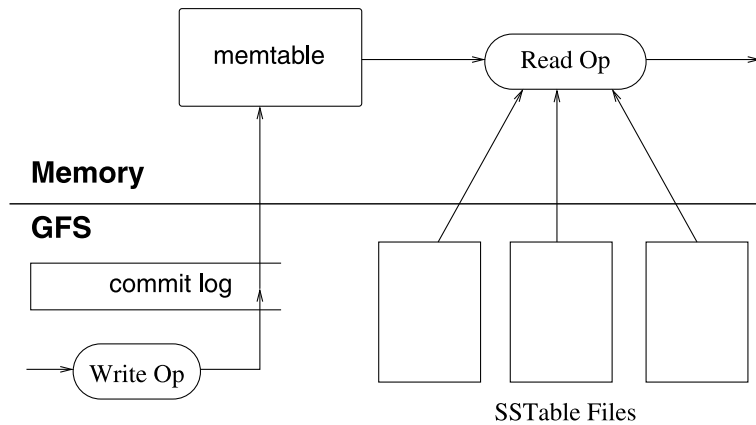 memtable
Read Op
Memory
GFS
commit log
Write Op
SSTable Files